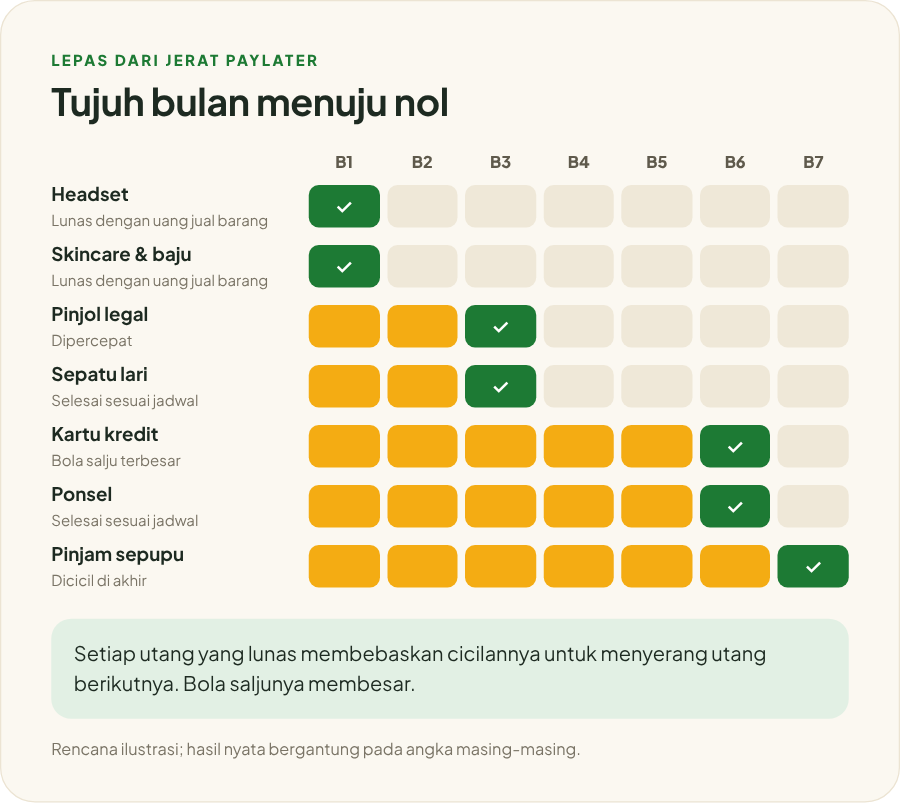 LEPAS DARI JERAT PAYLATER
Tujuh bulan menuju nol
B1 B2 B3 B4 B5 B6 B7
Headset
Lunas dengan uang jual barang
Skincare & baju
Lunas dengan uang jual barang
Pinjol legal
Dipercepat
Sepatu lari
Selesai sesuai jadwal
Kartu kredit
Bola salju terbesar
Ponsel
Selesai sesuai jadwal
Pinjam sepupu
Dicicil di akhir
Setiap utang yang lunas membebaskan cicilannya untuk menyerang utang
berikutnya. Bola saljunya membesar.
Rencana ilustrasi; hasil nyata bergantung pada angka masing-masing.